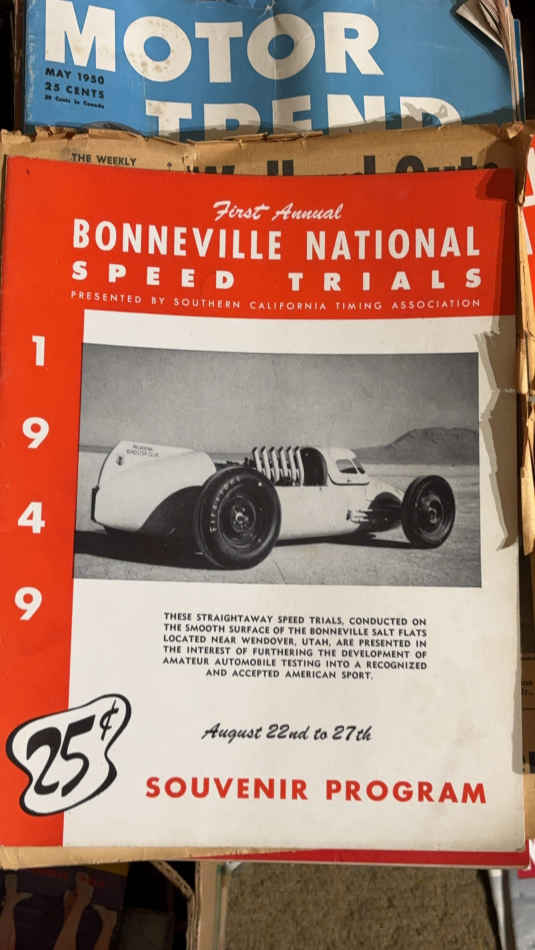 MOTOR
MAY 1950
25 CENTS
TREND
THE WEEKLY
First Annual
BONNEVILLE NATIONAL
SPEED TRIALS
PRESENTED BY SOUTHERN CALIFORNIA TIMING ASSOCIATION
1
9
4
9
Firestone
THESE STRAIGHTAWAY SPEED TRIALS, CONDUCTED ON
THE SMOOTH SURFACE OF THE BONNEVILLE SALT FLATS
LOCATED NEAR WENDOVER, UTAH, ARE PRESENTED IN
THE INTEREST OF FURTHERING THE DEVELOPMENT OF
AMATEUR AUTOMOBILE TESTING INTO A RECOGNIZED
AND ACCEPTED AMERICAN SPORT.
August 22nd to 27th
25¢
SOUVENIR PROGRAM